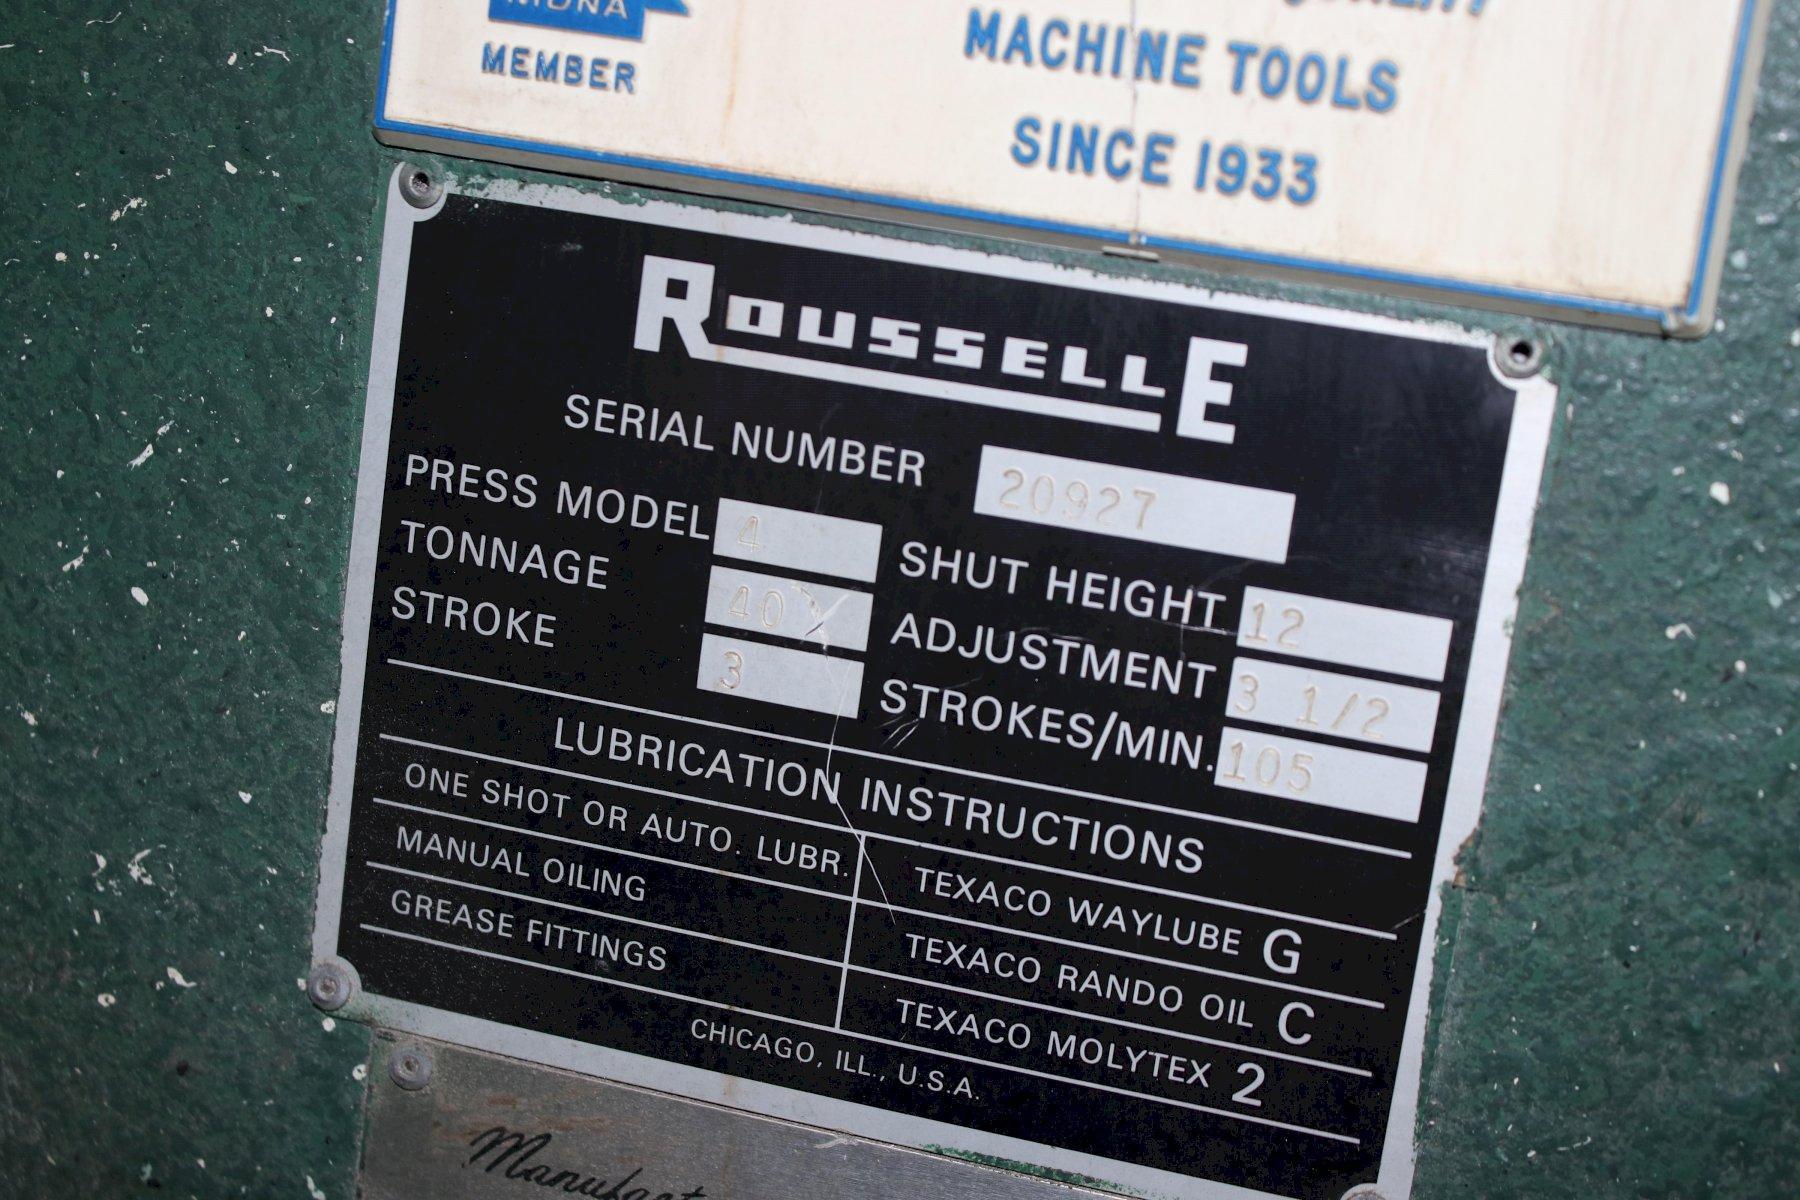 MDNA
MEMBER
MACHINE TOOLS
SINCE 1933
ROUSSELLE
SERIAL NUMBER 20927
PRESS MODEL 4 SHUT HEIGHT 12
TONNAGE 40 ADJUSTMENT 3 1/2
STROKE 3 STROKES/MIN. 105
LUBRICATION INSTRUCTIONS
ONE SHOT OR AUTO. LUBR. TEXACO WAYLUBE G
MANUAL OILING TEXACO RANDO OIL C
GREASE FITTINGS TEXACO MOLYTEX 2
CHICAGO, ILL., U.S.A.